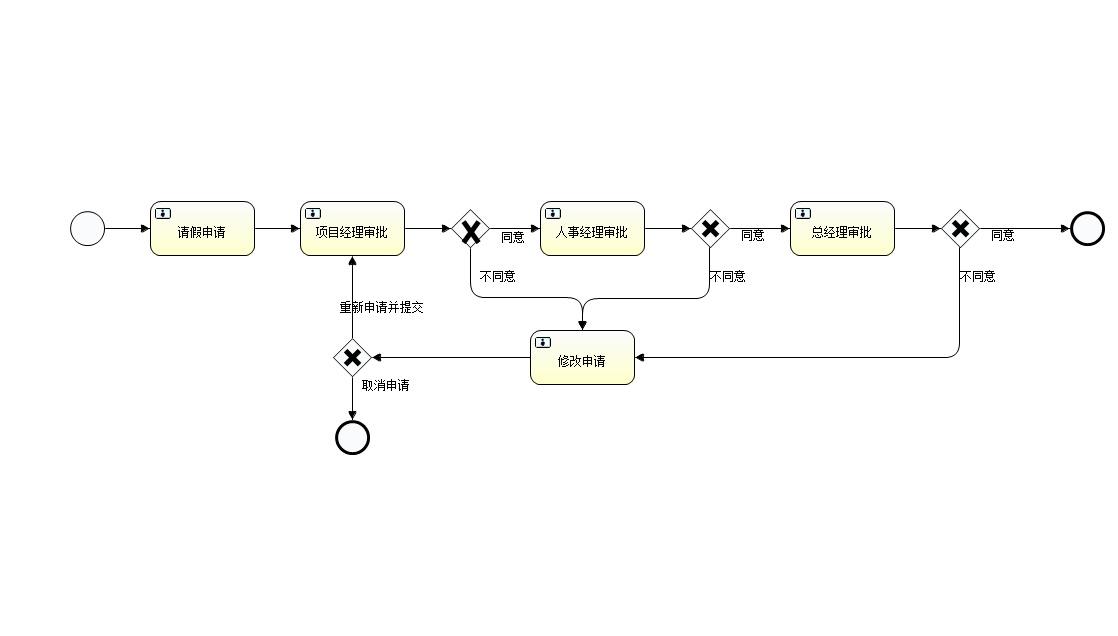 请假申请
项目经理审批
同意
人事经理审批
同意
总经理审批
同意
不同意
不同意
不同意
重新申请并提交
修改申请
取消申请